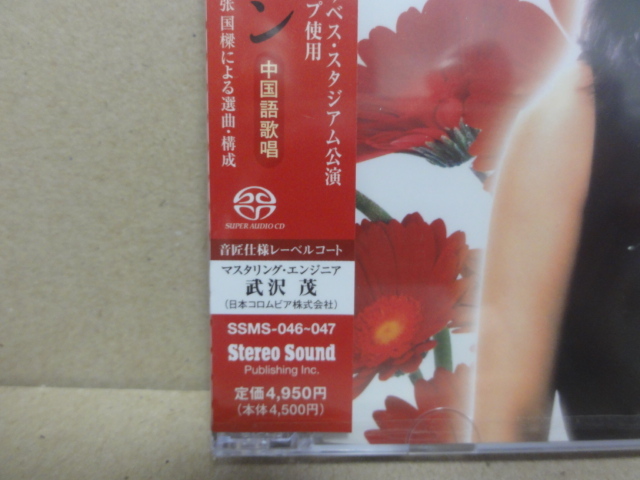 ベス・スタジアム公演
プ使用
ン
中国語歌唱
張国樑による選曲・構成
SUPER AUDIO CD
音匠仕様レーベルコート
マスタリング・エンジニア
武沢 茂
(日本コロムビア株式会社)
SSMS-046~047
Stereo Sound
Publishing Inc.
定価4,950円
(本体4,500円)